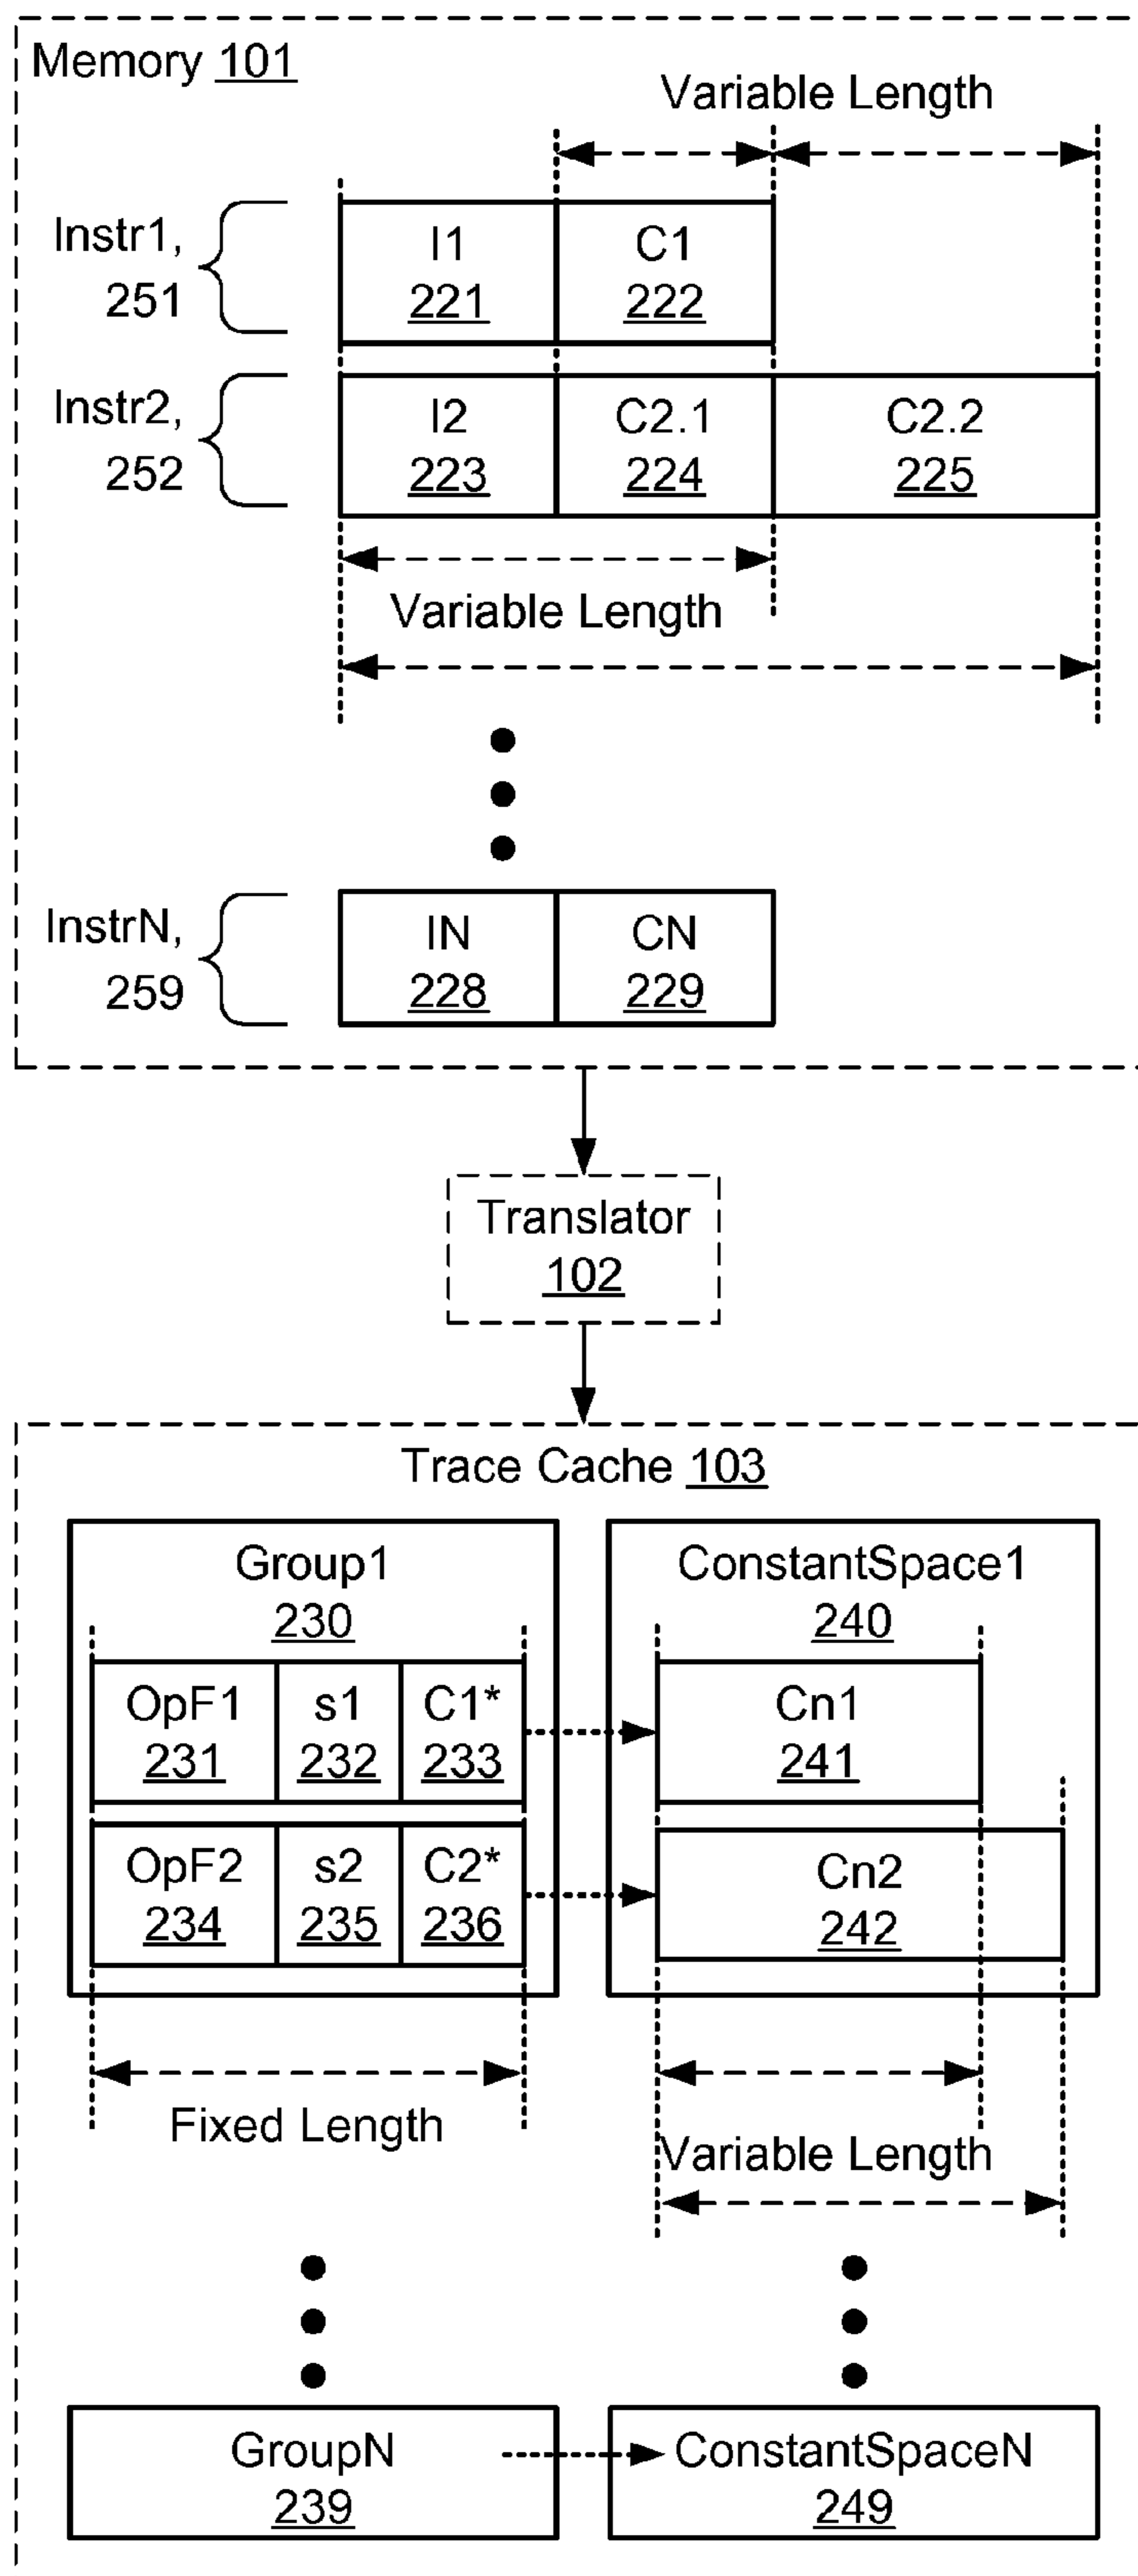 Memory 101
Variable Length
Instr1,
251
I1
221
C1
222
Instr2,
252
I2
223
C2.1
224
C2.2
225
Variable Length
InstrN,
259
IN
228
CN
229
Translator
102
Trace Cache 103
Group1
230
ConstantSpace1
240
OpF1
231
s1
232
C1*
233
Cn1
241
OpF2
234
s2
235
C2*
236
Cn2
242
Fixed Length
Variable Length
GroupN
239
ConstantSpaceN
249